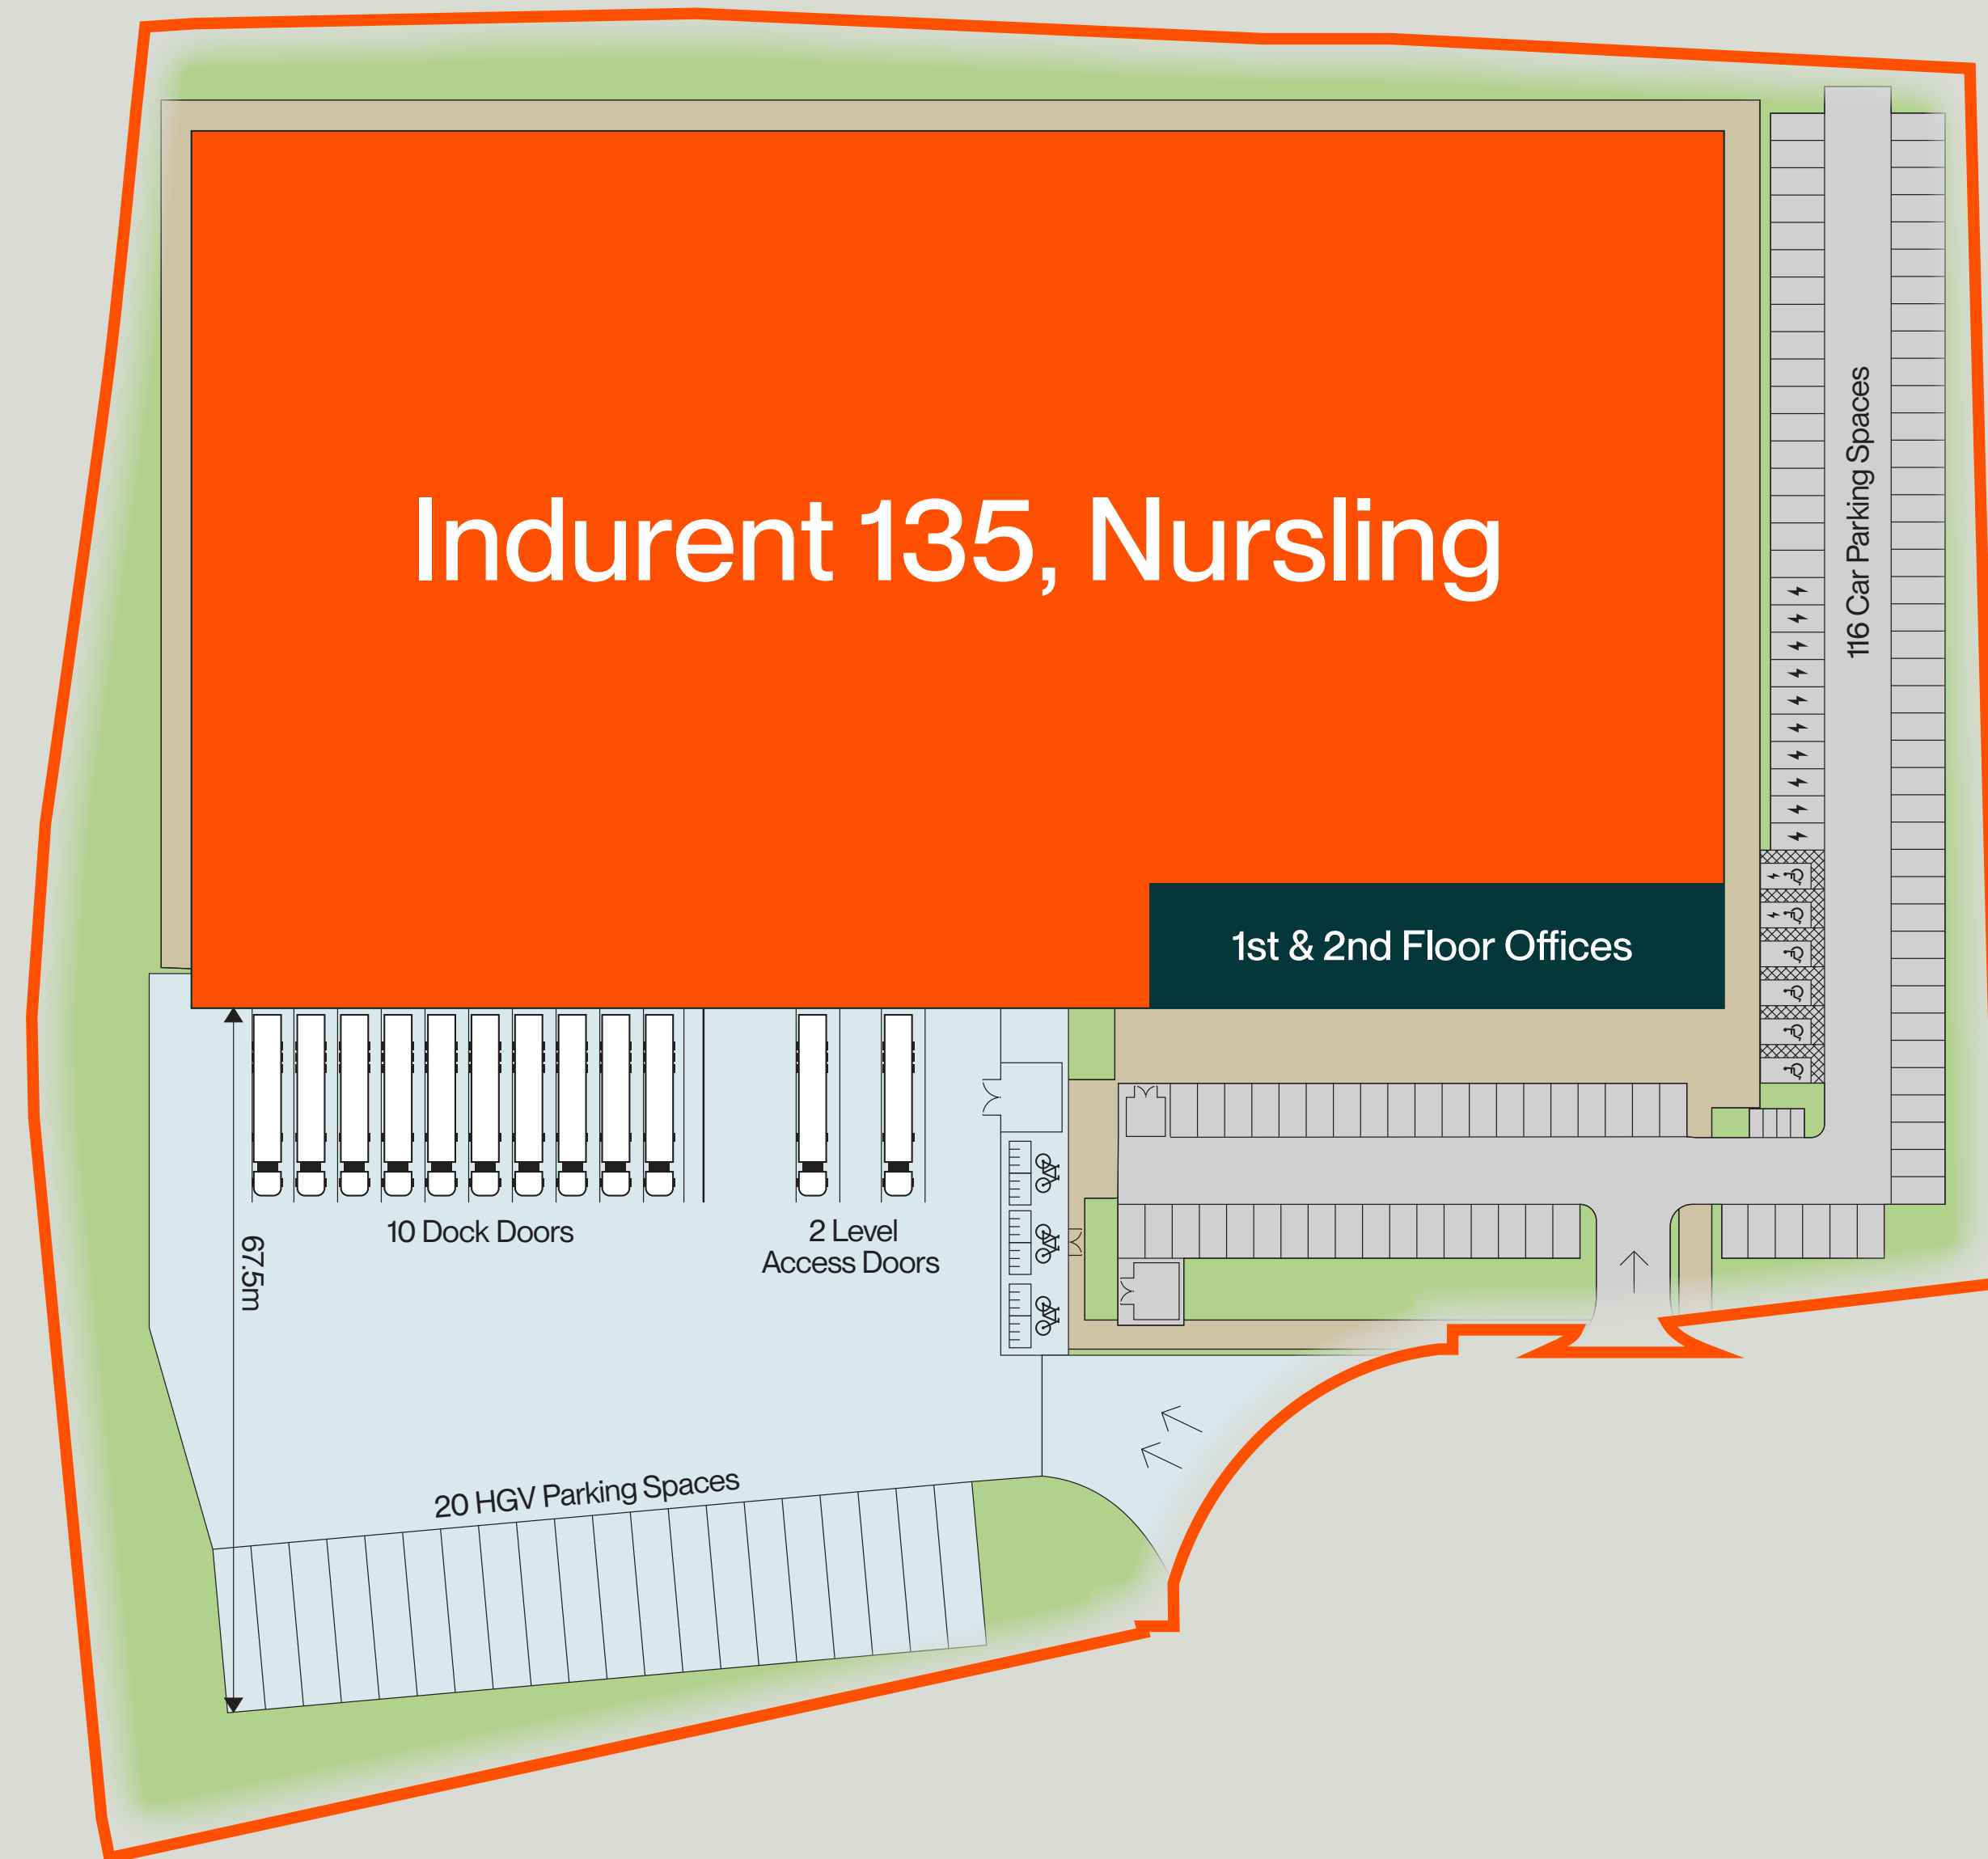 Indurent 135, Nursling
116 Car Parking Spaces
1st & 2nd Floor Offices
10 Dock Doors
2 Level
Access Doors
67.5m
20 HGV Parking Spaces